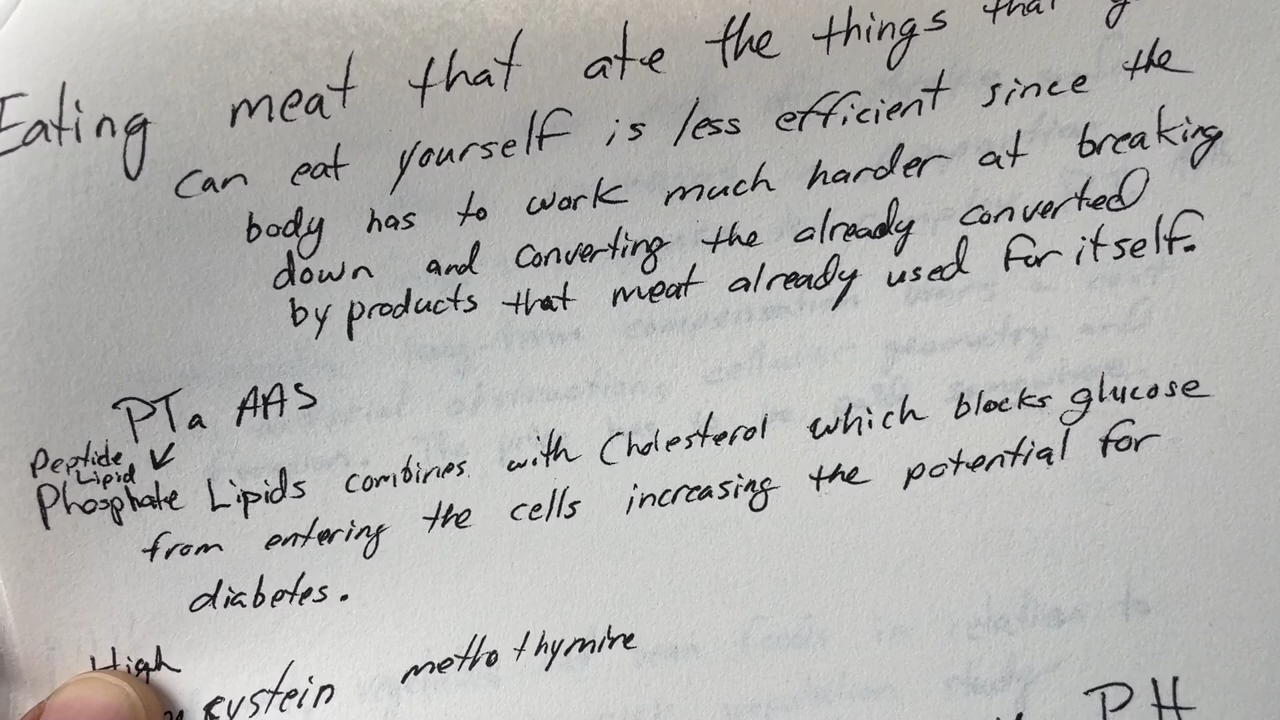 Eating meat that ate the things that
can eat yourself is less efficient since the
body has to work much harder at breaking
down and converting the already converted
by products that meat already used for itself.
PTa AAS
Peptide
Lipid
Phosphate Lipids combines with Cholesterol which blocks glucose
from entering the cells increasing the potential for
diabetes.
High
cystein metho thymine
PH